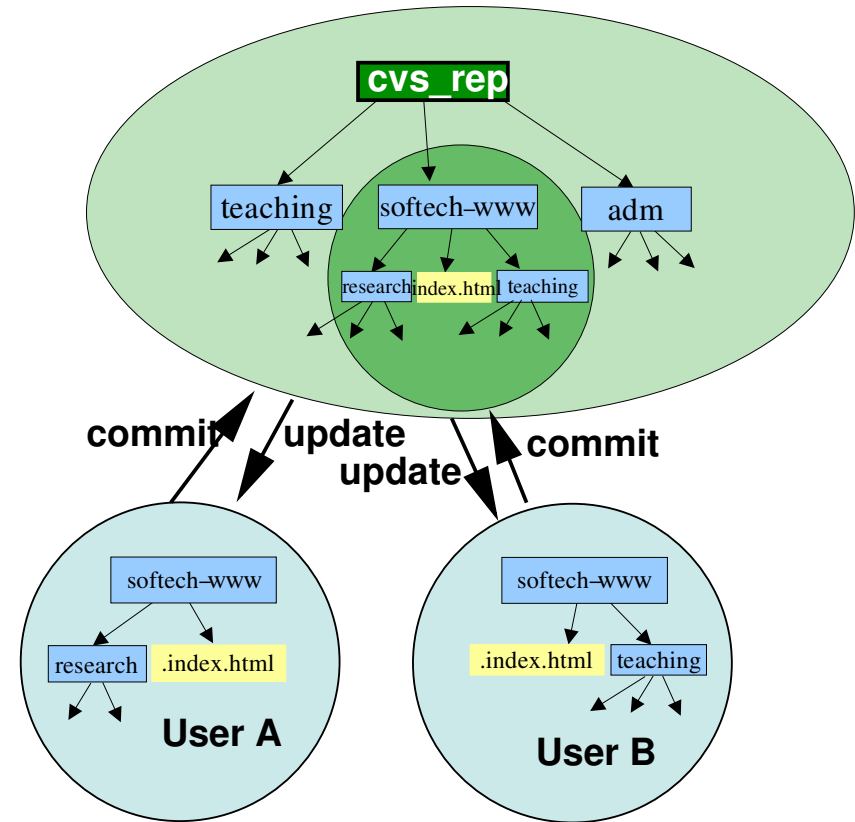 cvs_rep
teaching
softech–www
adm
research
index.html
teaching
commit
update
update
commit
softech–www
research
.index.html
User A
softech–www
.index.html
teaching
User B